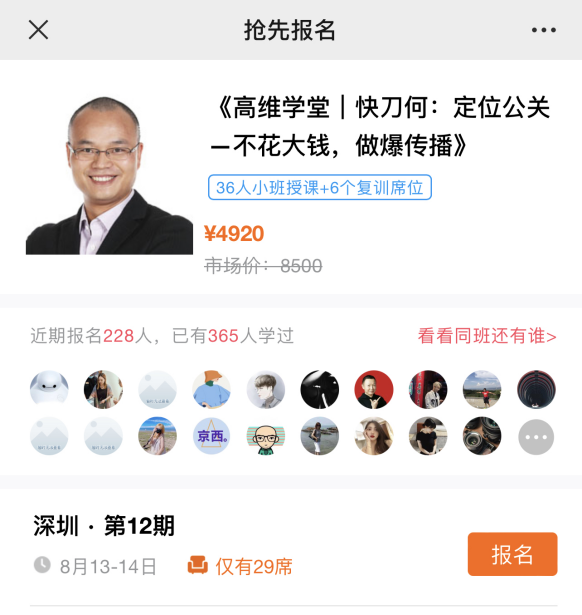 抢先报名
《高维学堂｜快刀何：定位公关
—不花大钱，做爆传播》
36人小班授课+6个复训席位
¥4920
市场价：8500
近期报名228人，已有365人学过
看看同班还有谁>
京西。
深圳 · 第12期
8月13-14日
仅有29席
报名